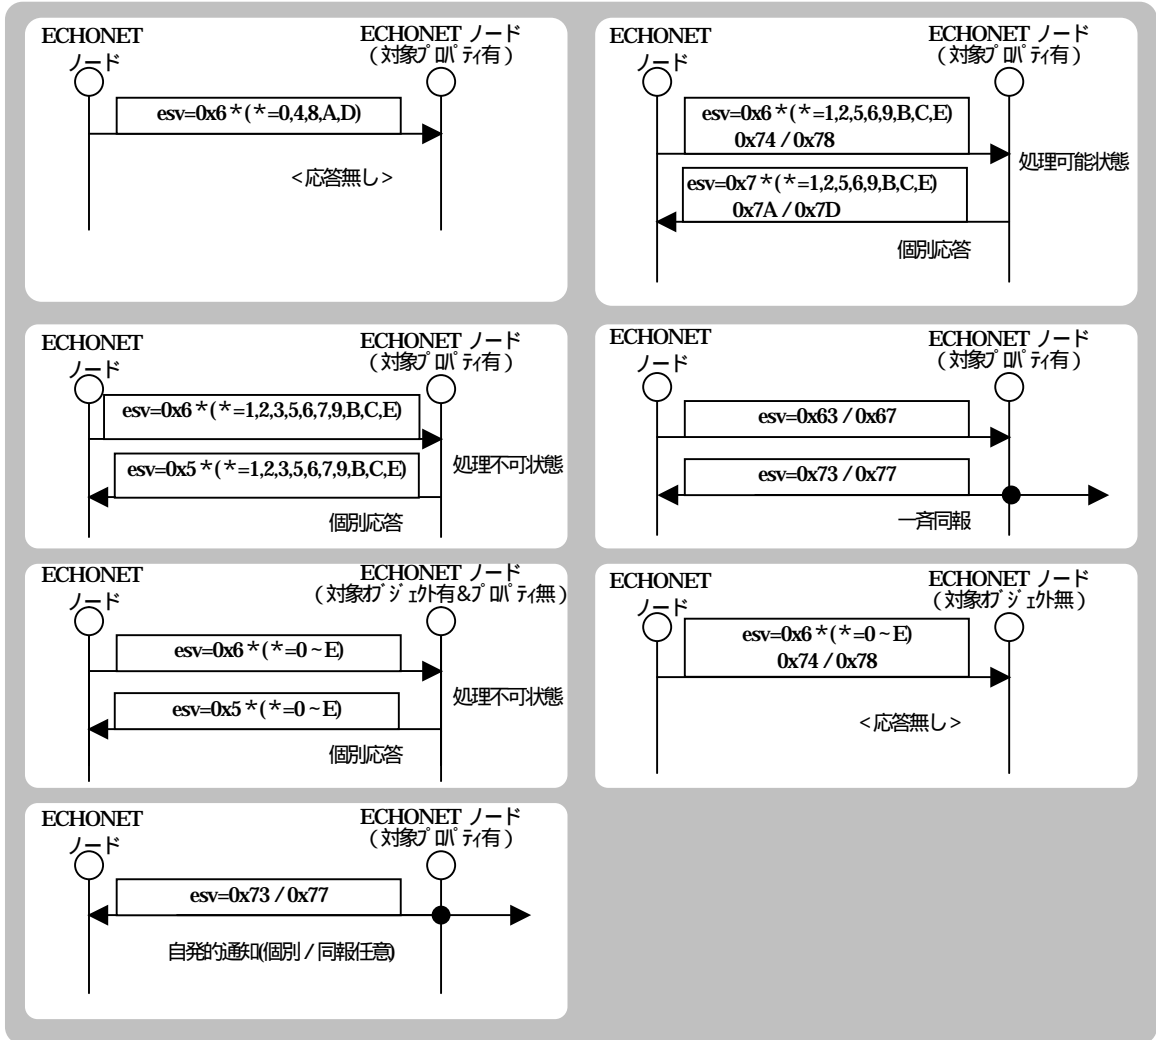 ECHONET
ノード
ECHONET ノード
(対象プロパティ有)
esv=0x6*(*=0,4,8,A,D)
<応答無し>
ECHONET
ノード
ECHONET ノード
(対象プロパティ有)
esv=0x6*(*=1,2,5,6,9,B,C,E)
0x74/0x78
処理可能状態
esv=0x7*(*=1,2,5,6,9,B,C,E)
0x7A/0x7D
個別応答
ECHONET
ノード
ECHONET ノード
(対象プロパティ有)
esv=0x6*(*=1,2,3,5,6,7,9,B,C,E)
処理不可状態
esv=0x5*(*=1,2,3,5,6,7,9,B,C,E)
個別応答
ECHONET
ノード
ECHONET ノード
(対象プロパティ有)
esv=0x63/0x67
esv=0x73/0x77
一斉同報
ECHONET
ノード
ECHONET ノード
(対象オブジェクト有&プロパティ無)
esv=0x6*(*=0~E)
処理不可状態
esv=0x5*(*=0~E)
個別応答
ECHONET
ノード
ECHONET ノード
(対象オブジェクト無)
esv=0x6*(*=0~E)
0x74/0x78
<応答無し>
ECHONET
ノード
ECHONET ノード
(対象プロパティ有)
esv=0x73/0x77
自発的通知(個別/同報任意)